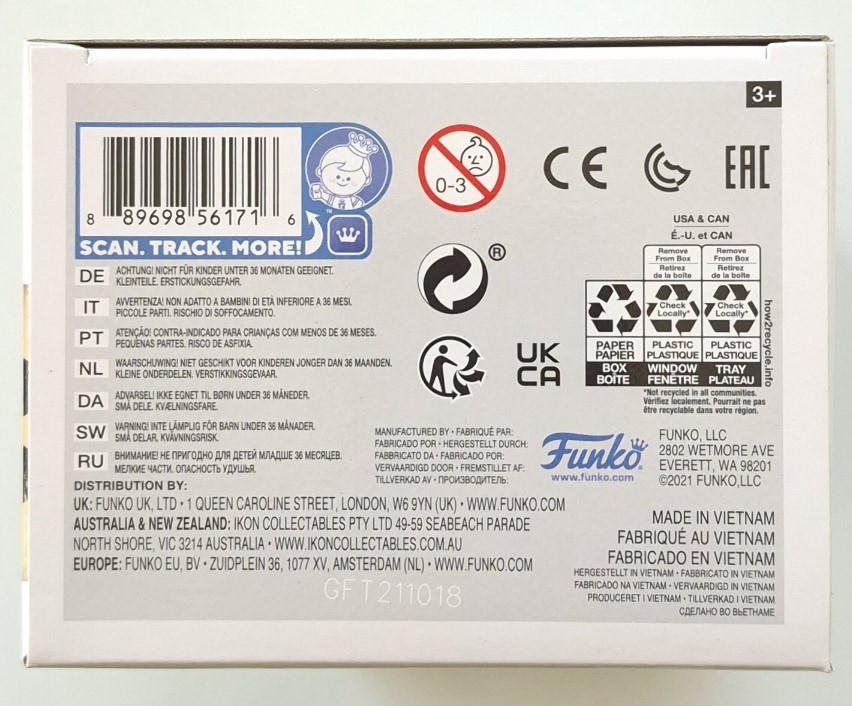 3+
8 89698 56171 6
SCAN. TRACK. MORE!
™
0-3
CE
EAC
USA & CAN
É.-U. et CAN
Remove From Box
Retirez de la boîte
Remove From Box
Retirez de la boîte
Check Locally*
Check Locally*
PAPER
PAPIER
BOX
BOÎTE
PLASTIC
PLASTIQUE
WINDOW
FENÊTRE
PLASTIC
PLASTIQUE
TRAY
PLATEAU
how2recycle.info
*Not recycled in all communities.
Vérifiez localement. Pourrait ne pas
être recyclable dans votre région.
®
UK
CA
DE ACHTUNG! NICHT FÜR KINDER UNTER 36 MONATEN GEEIGNET.
KLEINTEILE. ERSTICKUNGSGEFAHR.
IT AVVERTENZA! NON ADATTO A BAMBINI DI ETÀ INFERIORE A 36 MESI.
PICCOLE PARTI. RISCHIO DI SOFFOCAMENTO.
PT ATENÇÃO! CONTRA-INDICADO PARA CRIANÇAS COM MENOS DE 36 MESES.
PEQUENAS PARTES. RISCO DE ASFIXIA.
NL WAARSCHUWING! NIET GESCHIKT VOOR KINDEREN JONGER DAN 36 MAANDEN.
KLEINE ONDERDELEN. VERSTIKKINGSGEVAAR.
DA ADVARSEL! IKKE EGNET TIL BØRN UNDER 36 MÅNEDER.
SMÅ DELE. KVÆLNINGSFARE.
SW VARNING! INTE LÄMPLIG FÖR BARN UNDER 36 MÅNADER.
SMÅ DELAR. KVÄVNINGSRISK.
RU ВНИМАНИЕ! НЕ ПРИГОДНО ДЛЯ ДЕТЕЙ МЛАДШЕ 36 МЕСЯЦЕВ.
МЕЛКИЕ ЧАСТИ. ОПАСНОСТЬ УДУШЬЯ.
MANUFACTURED BY • FABRIQUÉ PAR:
FABRICADO POR • HERGESTELLT DURCH:
FABBRICATO DA • FABRICADO POR:
VERVAARDIGD DOOR • FREMSTILLET AF:
TILLVERKAD AV • ПРОИЗВОДИТЕЛЬ:
Funko®
www.funko.com
FUNKO, LLC
2802 WETMORE AVE
EVERETT, WA 98201
©2021 FUNKO,LLC
DISTRIBUTION BY:
UK: FUNKO UK, LTD • 1 QUEEN CAROLINE STREET, LONDON, W6 9YN (UK) • WWW.FUNKO.COM
AUSTRALIA & NEW ZEALAND: IKON COLLECTABLES PTY LTD 49-59 SEABEACH PARADE
NORTH SHORE, VIC 3214 AUSTRALIA • WWW.IKONCOLLECTABLES.COM.AU
EUROPE: FUNKO EU, BV • ZUIDPLEIN 36, 1077 XV, AMSTERDAM (NL) • WWW.FUNKO.COM
GFT211018
MADE IN VIETNAM
FABRIQUÉ AU VIETNAM
FABRICADO EN VIETNAM
HERGESTELLT IN VIETNAM • FABBRICATO IN VIETNAM
FABRICADO NA VIETNAM • VERVAARDIGD IN VIETNAM
PRODUCERET I VIETNAM • TILLVERKAD I VIETNAM
СДЕЛАНО ВО ВЬЕТНАМЕ